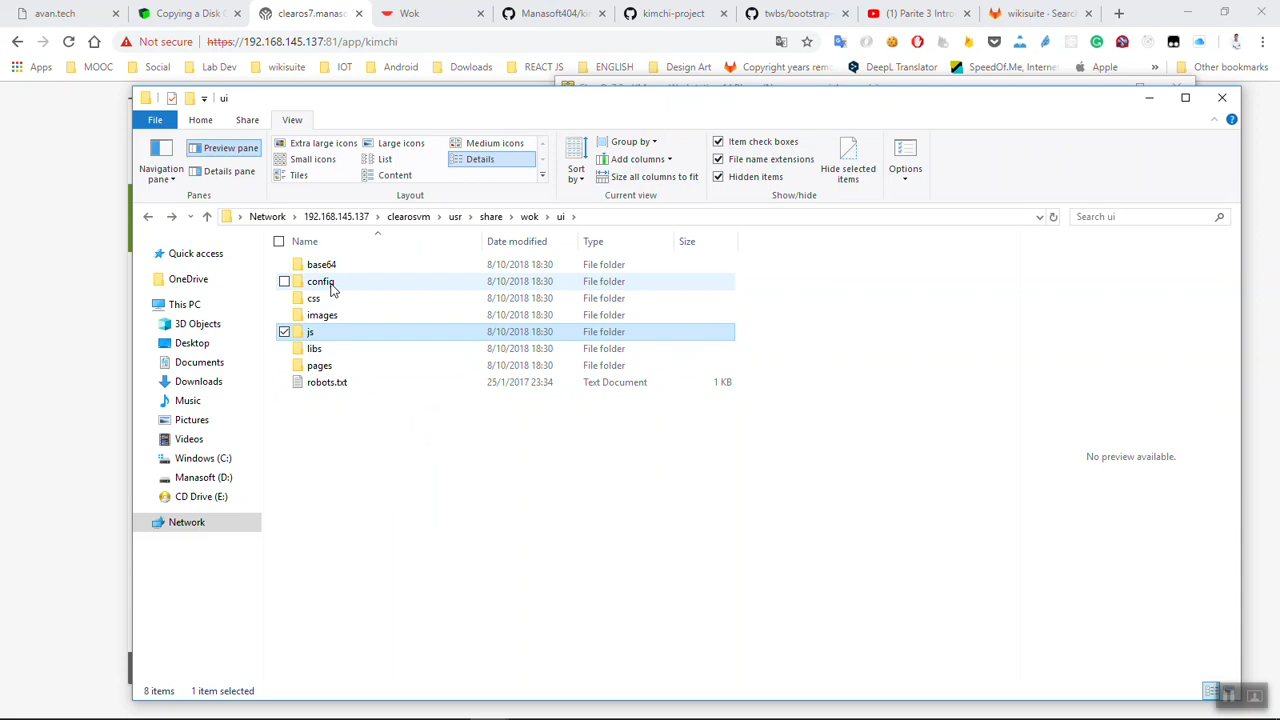 avan.tech
Copying a Disk
clearos7.manaso
Wok
Manasoft404/kim
kimchi-project
twbs/bootstrap-
Parite 3 Intro
wikisuite · Searc
Not secure https://192.168.145.137:81/app/kimchi
Apps MOOC Social Lab Dev wikisuite IOT Android Dowloads REACT JS ENGLISH Design Art Copyright years rem DeepL Translator SpeedOf.Me, Internet Apple » Other bookmarks
ui
File Home Share View
Navigation pane
Preview pane
Details pane
Panes
Extra large icons Large icons Medium icons
Small icons List Details
Tiles Content
Layout
Sort by
Group by
Add columns
Size all columns to fit
Current view
Item check boxes
File name extensions
Hidden items
Hide selected items
Show/hide
Options
Network > 192.168.145.137 > clearosvm > usr > share > wok > ui >
Search ui
Quick access
OneDrive
This PC
3D Objects
Desktop
Documents
Downloads
Music
Pictures
Videos
Windows (C:)
Manasoft (D:)
CD Drive (E:)
Network
Name Date modified Type Size
base64 8/10/2018 18:30 File folder
config 8/10/2018 18:30 File folder
css 8/10/2018 18:30 File folder
images 8/10/2018 18:30 File folder
js 8/10/2018 18:30 File folder
libs 8/10/2018 18:30 File folder
pages 8/10/2018 18:30 File folder
robots.txt 25/1/2017 23:34 Text Document 1 KB
No preview available.
8 items 1 item selected